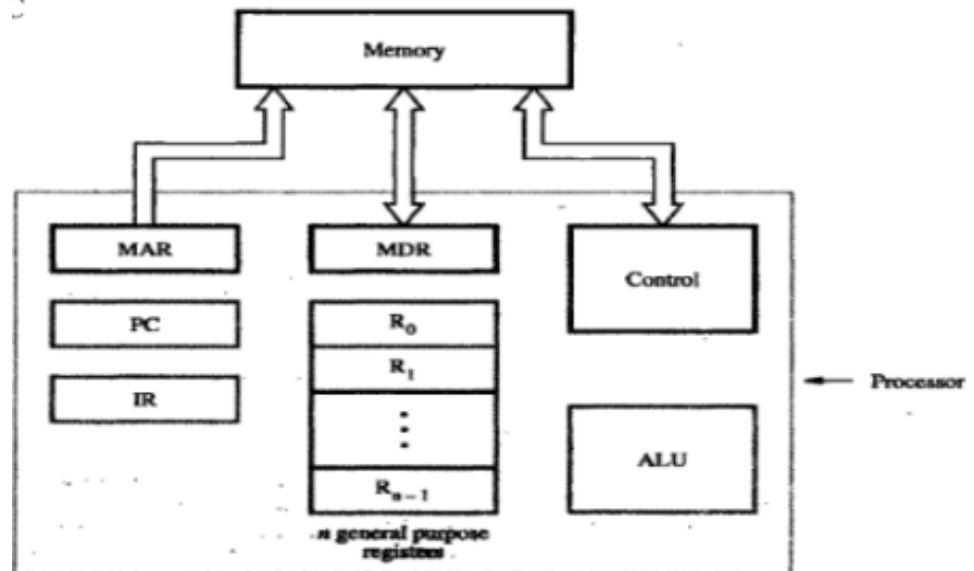 Memory
MAR
MDR
Control
PC
R₀
R₁
IR
Processor
ALU
Rₙ₋₁
n general purpose
registers